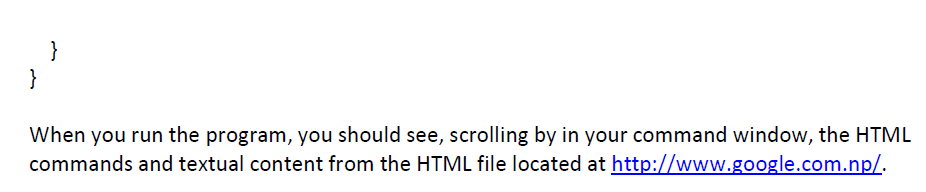 }
}
When you run the program, you should see, scrolling by in your command window, the HTML
commands and textual content from the HTML file located at http://www.google.com.np/.